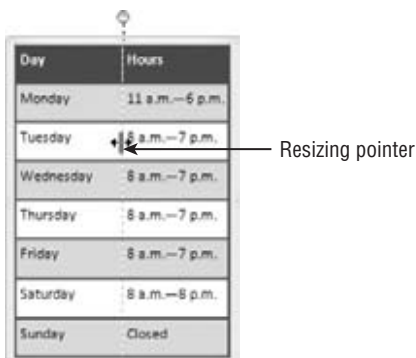 Day Hours
Monday 11 a.m.—6 p.m.
Tuesday 8 a.m.—7 p.m.
Resizing pointer
Wednesday 8 a.m.—7 p.m.
Thursday 8 a.m.—7 p.m.
Friday 8 a.m.—7 p.m.
Saturday 8 a.m.—8 p.m.
Sunday Closed